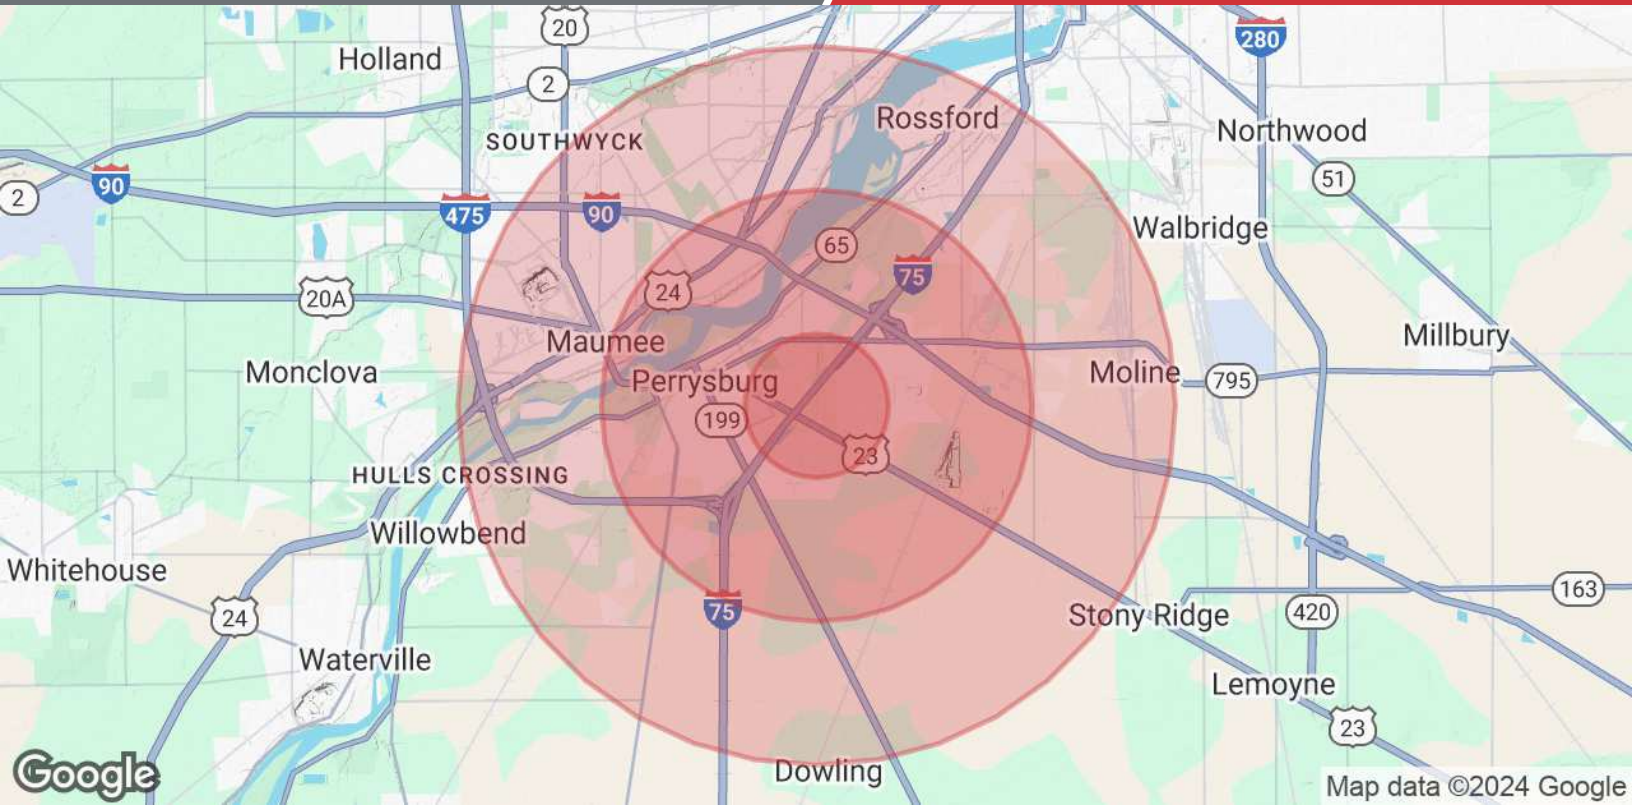 20
280
Holland
2
Rossford
Northwood
SOUTHWYCK
51
90
2
475
90
Walbridge
65
75
24
20A
Maumee
Millbury
Monclova
Perrysburg
Moline
795
199
23
HULLS CROSSING
Willowbend
Whitehouse
163
75
24
Stony Ridge
420
Waterville
Lemoyne
23
Dowling
Google
Map data ©2024 Google